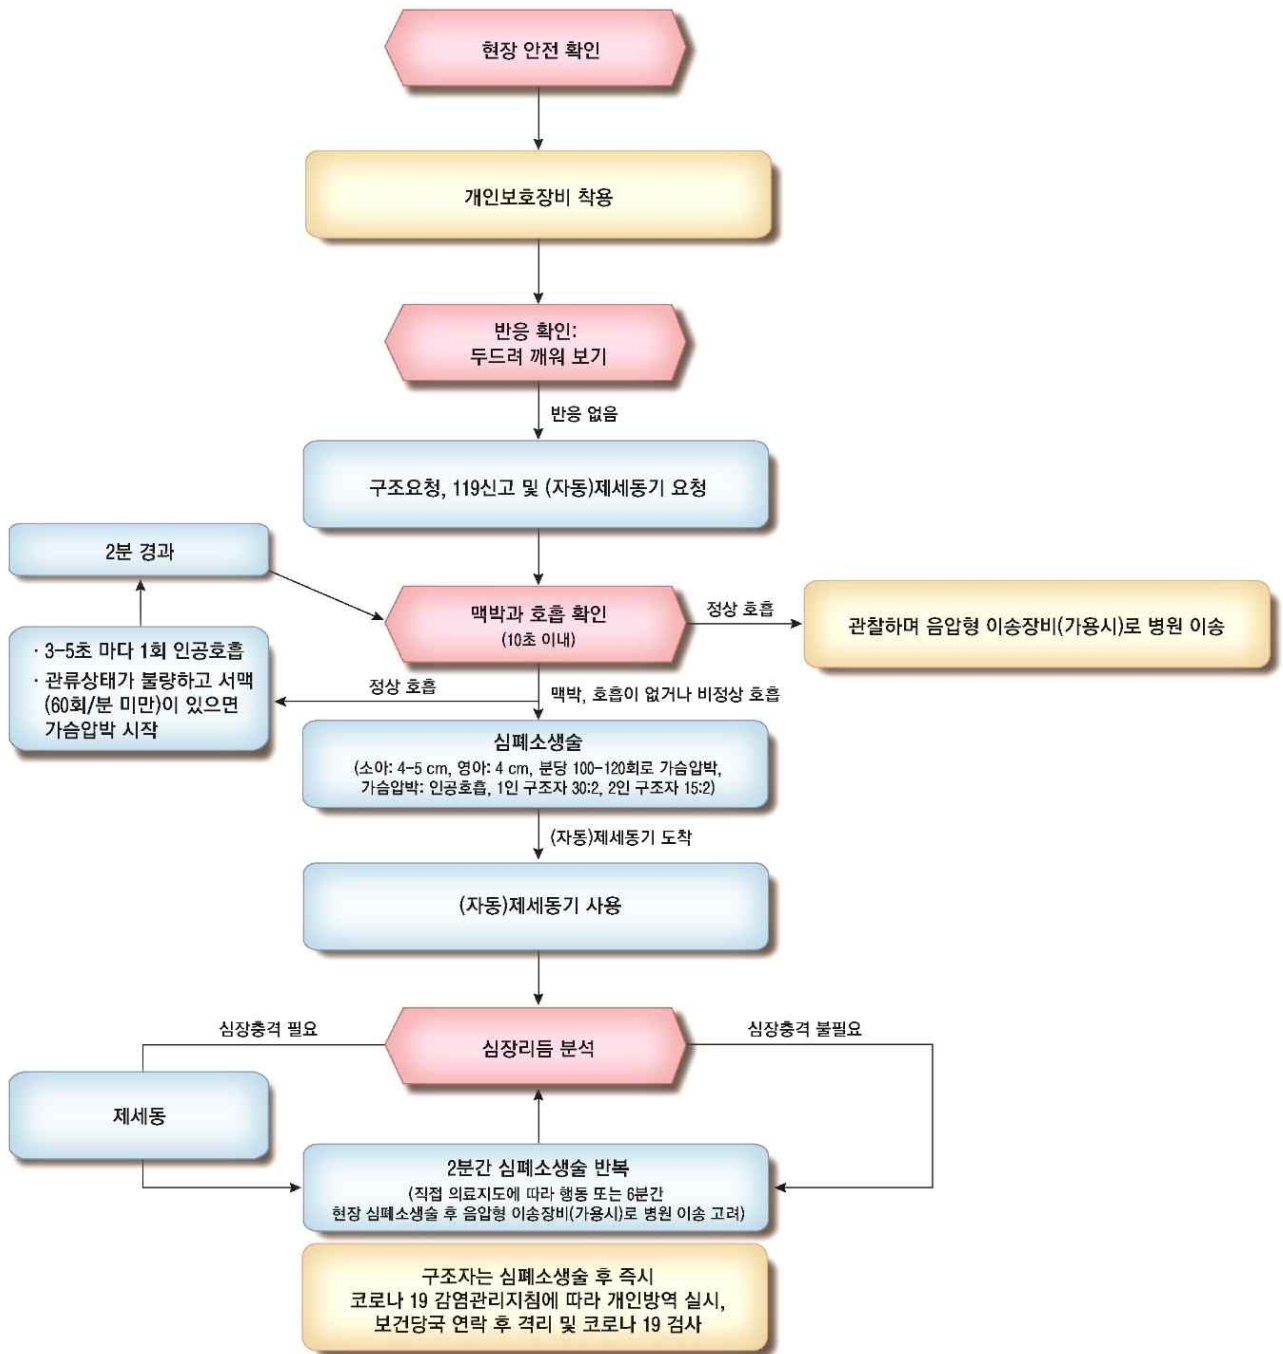 현장 안전 확인
개인보호장비 착용
반응 확인:
두드려 깨워 보기
반응 없음
구조요청, 119신고 및 (자동)제세동기 요청
2분 경과
맥박과 호흡 확인
(10초 이내)
정상 호흡
관찰하며 음압형 이송장비(가용시)로 병원 이송
· 3-5초 마다 1회 인공호흡
· 관류상태가 불량하고 서맥
(60회/분 미만)이 있으면
가슴압박 시작
정상 호흡
맥박, 호흡이 없거나 비정상 호흡
심폐소생술
(소아: 4-5 cm, 영아: 4 cm, 분당 100-120회로 가슴압박,
가슴압박: 인공호흡, 1인 구조자 30:2, 2인 구조자 15:2)
(자동)제세동기 도착
(자동)제세동기 사용
심장충격 필요
심장리듬 분석
심장충격 불필요
제세동
2분간 심폐소생술 반복
(직접 의료지도에 따라 행동 또는 6분간
현장 심폐소생술 후 음압형 이송장비(가용시)로 병원 이송 고려)
구조자는 심폐소생술 후 즉시
코로나 19 감염관리지침에 따라 개인방역 실시,
보건당국 연락 후 격리 및 코로나 19 검사